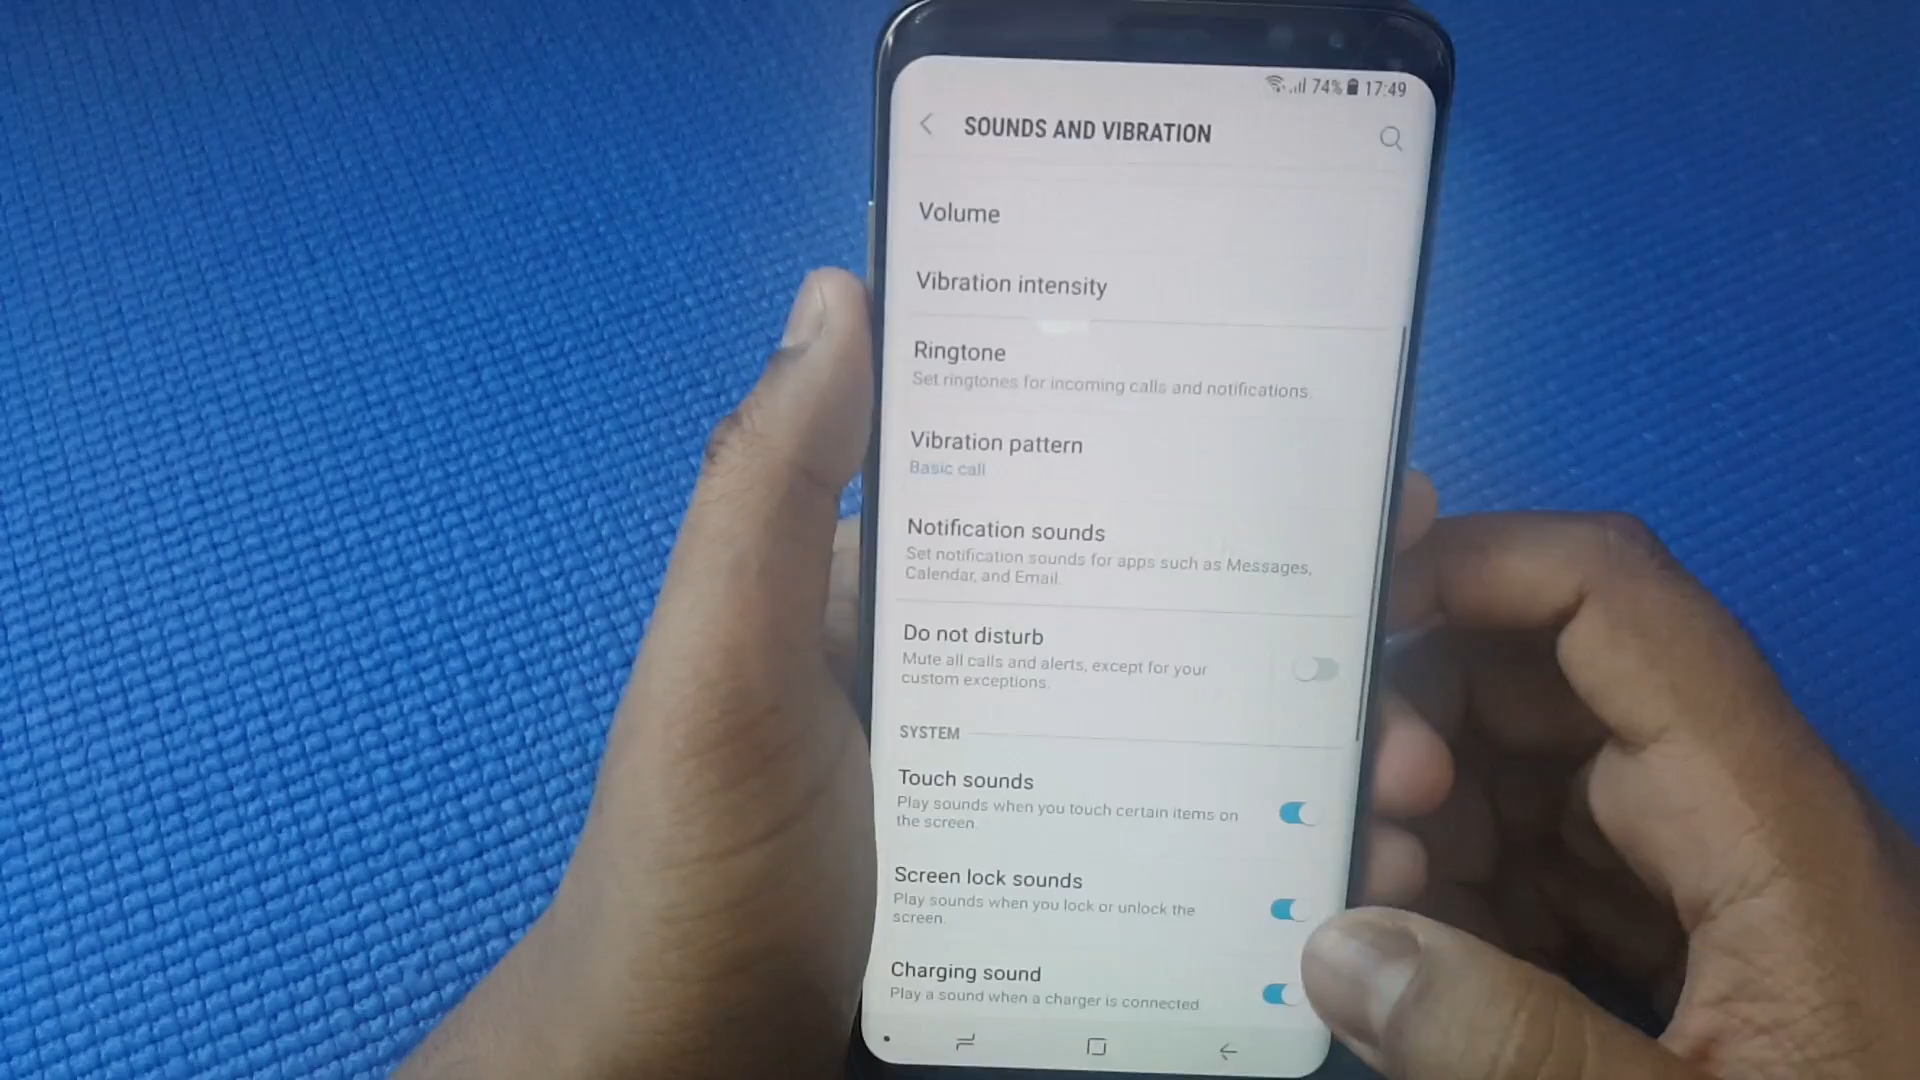 74% 17:49
SOUNDS AND VIBRATION
Volume
Vibration intensity
Ringtone
Set ringtones for incoming calls and notifications.
Vibration pattern
Basic call
Notification sounds
Set notification sounds for apps such as Messages,
Calendar, and Email.
Do not disturb
Mute all calls and alerts, except for your
custom exceptions.
SYSTEM
Touch sounds
Play sounds when you touch certain items on
the screen.
Screen lock sounds
Play sounds when you lock or unlock the
screen.
Charging sound
Play a sound when a charger is connected